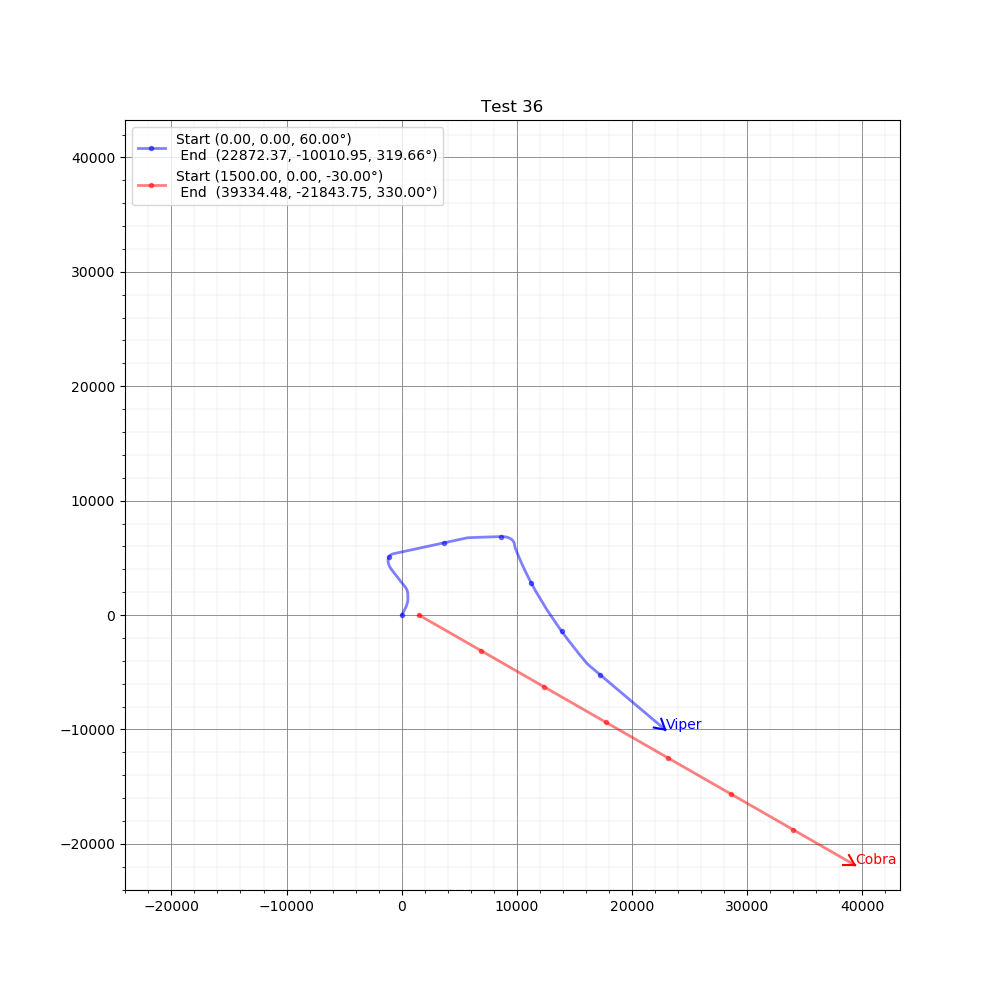 Test 36
Start (0.00, 0.00, 60.00°)
End (22872.37, -10010.95, 319.66°)
Start (1500.00, 0.00, -30.00°)
End (39334.48, -21843.75, 330.00°)
40000
30000
20000
10000
0
−10000
−20000
Viper
Cobra
−20000 −10000 0 10000 20000 30000 40000